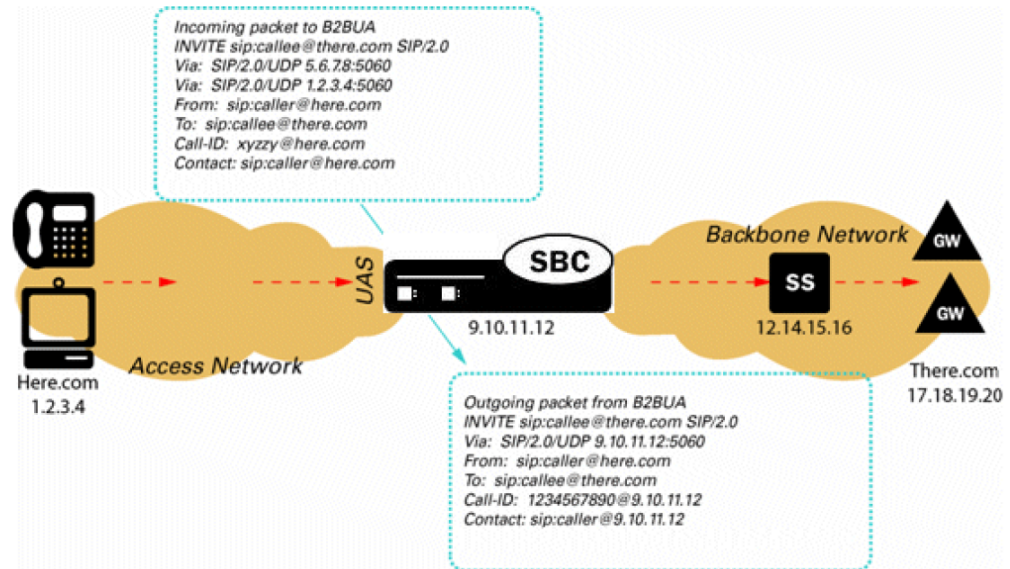 Incoming packet to B2BUA
INVITE sip:callee@there.com SIP/2.0
Via: SIP/2.0/UDP 5.6.7.8:5060
Via: SIP/2.0/UDP 1.2.3.4:5060
From: sip:caller@here.com
To: sip:callee@there.com
Call-ID: xyzzy@here.com
Contact: sip:caller@here.com
Backbone Network
GW
UAS
SBC
SS
GW
9.10.11.12
12.14.15.16
Access Network
Here.com
1.2.3.4
There.com
17.18.19.20
Outgoing packet from B2BUA
INVITE sip:callee@there.com SIP/2.0
Via: SIP/2.0/UDP 9.10.11.12:5060
From: sip:caller@here.com
To: sip:callee@there.com
Call-ID: 1234567890@9.10.11.12
Contact: sip:caller@9.10.11.12